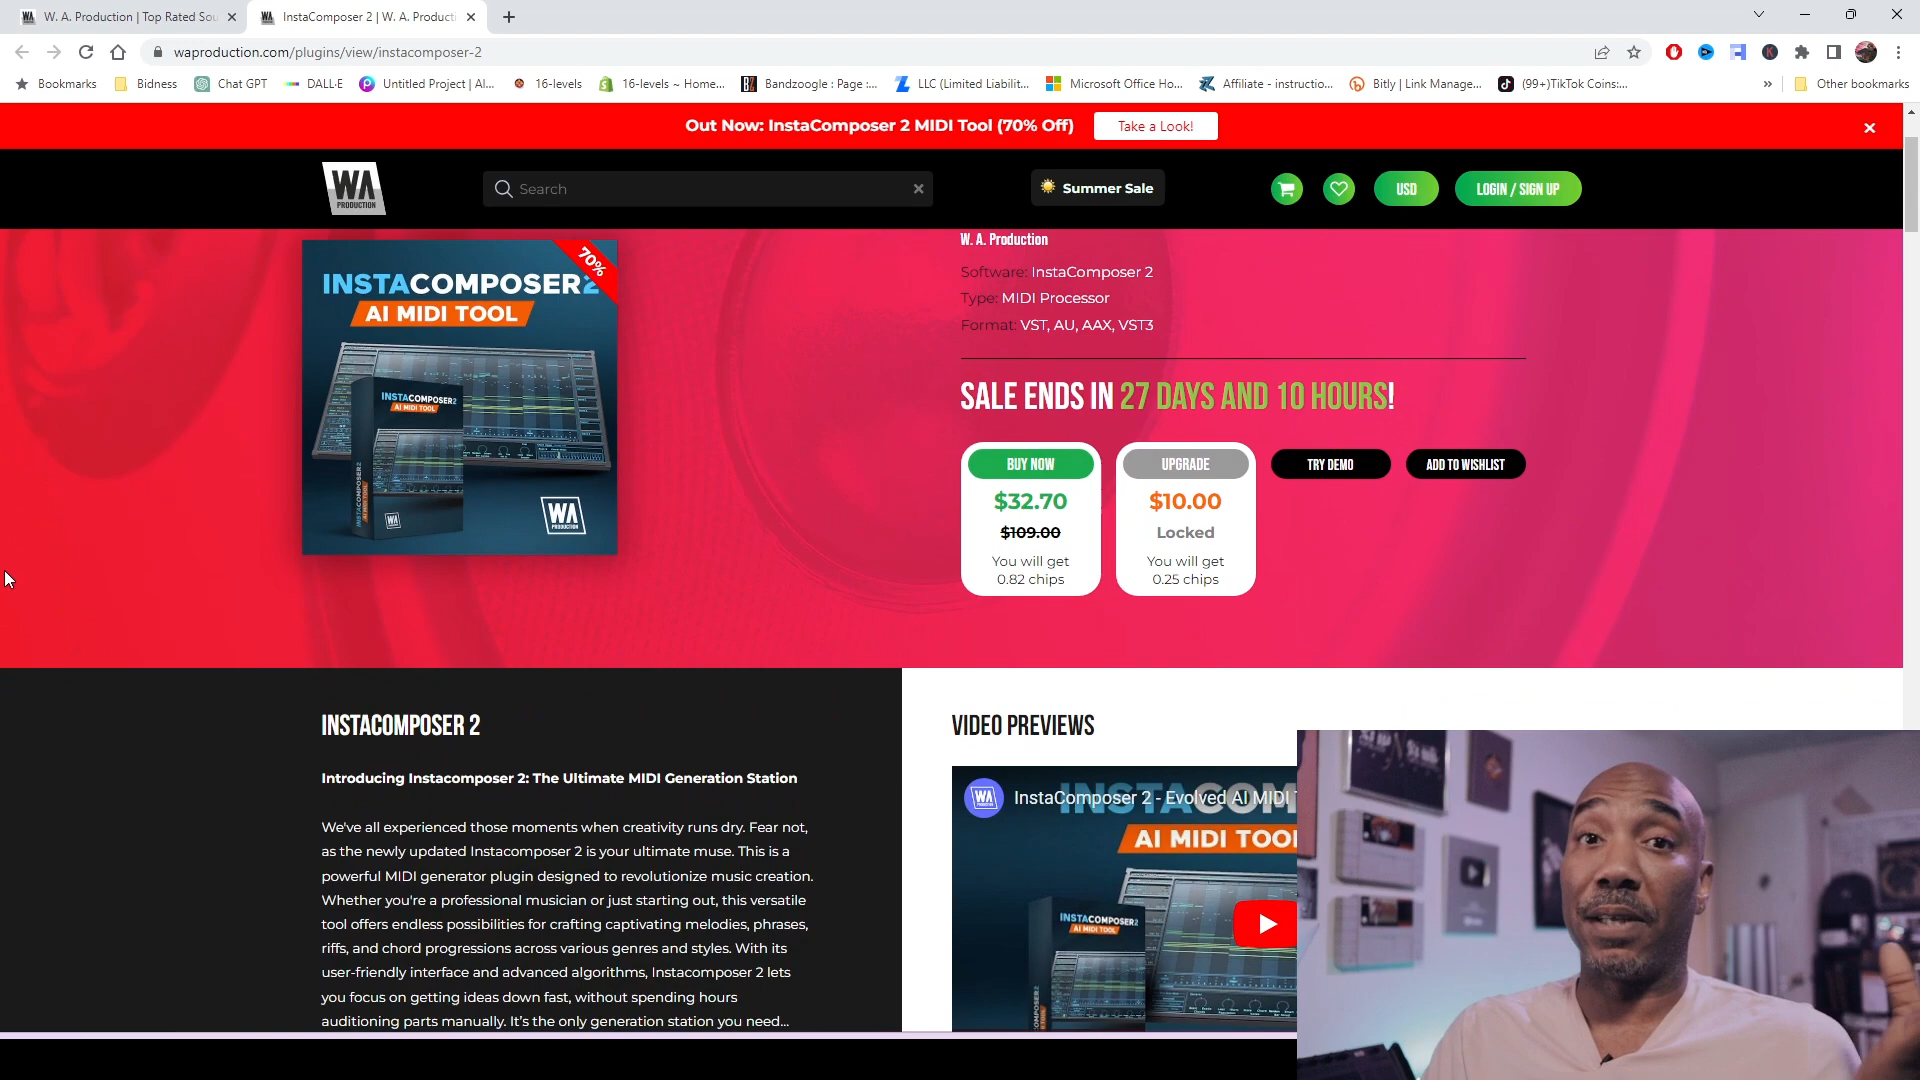 W. A. Production | Top Rated Sou
InstaComposer 2 | W. A. Producti
waproduction.com/plugins/view/instacomposer-2
Bookmarks
Bidness
Chat GPT
DALL·E
Untitled Project | AI...
16-levels
16-levels ~ Home...
Bandzoogle : Page :...
LLC (Limited Liabilit...
Microsoft Office Ho...
Affiliate - instructio...
Bitly | Link Manage...
(99+)TikTok Coins:...
»
Other bookmarks
Out Now: InstaComposer 2 MIDI Tool (70% Off)
Take a Look!
WA
PRODUCTION
Search
Summer Sale
USD
LOGIN / SIGN UP
70%
INSTACOMPOSER2
AI MIDI TOOL
INSTACOMPOSER2
AI MIDI TOOL
WA
PRODUCTION
W. A. Production
Software: InstaComposer 2
Type: MIDI Processor
Format: VST, AU, AAX, VST3
SALE ENDS IN 27 DAYS AND 10 HOURS!
BUY NOW
$32.70
$109.00
You will get
0.82 chips
UPGRADE
$10.00
Locked
You will get
0.25 chips
TRY DEMO
ADD TO WISHLIST
INSTACOMPOSER 2
Introducing Instacomposer 2: The Ultimate MIDI Generation Station
We've all experienced those moments when creativity runs dry. Fear not,
as the newly updated Instacomposer 2 is your ultimate muse. This is a
powerful MIDI generator plugin designed to revolutionize music creation.
Whether you're a professional musician or just starting out, this versatile
tool offers endless possibilities for crafting captivating melodies, phrases,
riffs, and chord progressions across various genres and styles. With its
user-friendly interface and advanced algorithms, Instacomposer 2 lets
you focus on getting ideas down fast, without spending hours
auditioning parts manually. It's the only generation station you need...
VIDEO PREVIEWS
InstaComposer 2 - Evolved AI MIDI T
INSTACOM
AI MIDI TOOL
INSTACOMPOSER2
AI MIDI TOOL